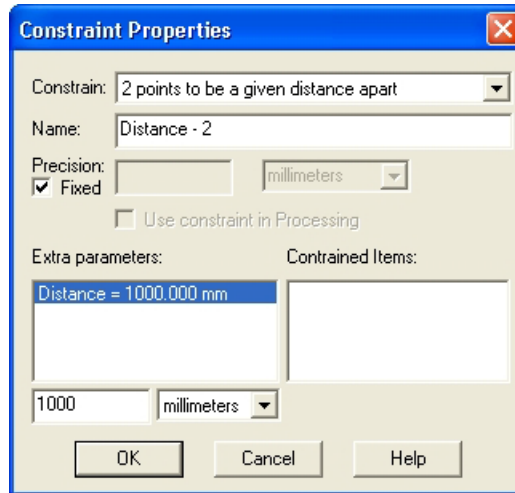 Constraint Properties
Constrain: 2 points to be a given distance apart
Name: Distance - 2
Precision:
Fixed millimeters
Use constraint in Processing
Extra parameters: Contrained Items:
Distance = 1000.000 mm
1000 millimeters
OK Cancel Help